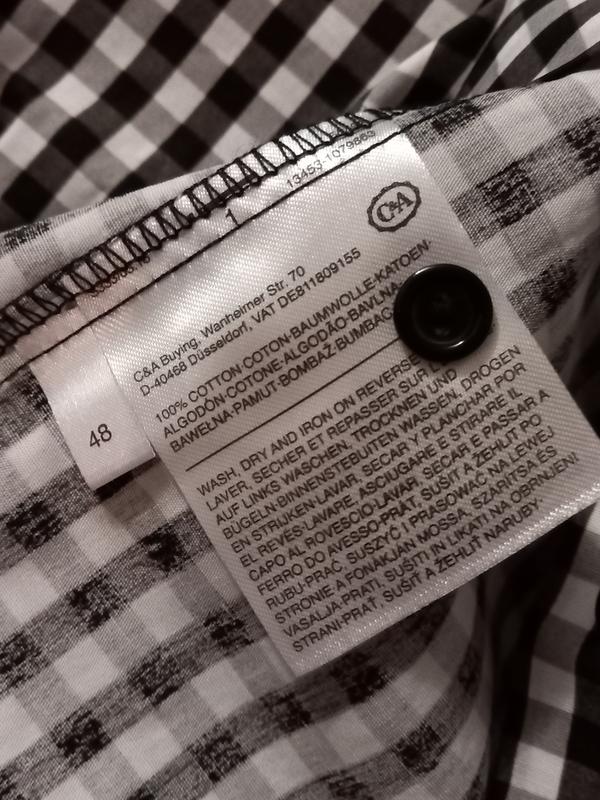 13453-1079863
1
C&A
C&A Buying, Wanheimer Str. 70
D-40468 Düsseldorf, VAT DE811809155
100% COTTON·COTON·BAUMWOLLE·KATOEN·
ALGODÓN·COTONE·ALGODÃO·BAVLNA·
BAWEŁNA·PAMUT·BOMBAŽ·BUMBAC
WASH, DRY AND IRON ON REVERSE
LAVER, SECHER ET REPASSER SUR
AUF LINKS WASCHEN, TROCKNEN UND
BÜGELN·BINNENSTEBUITEN WASSEN, DROGEN
EN STRIJKEN·LAVAR, SECAR Y PLANCHAR POR
EL REVES·LAVARE, ASCIUGARE E STIRARE IL
CAPO AL ROVESCIO·LAVAR, SECAR E PASSAR A
FERRO DO AVESSO·PRAT, SUŠIT A ŽEHLIT PO
RUBU·PRAĆ, SUSZYĆ I PRASOWAĆ NA LEWEJ
STRONIE·A FONÁKJÁN MOSSA, SZÁRÍTSA ÉS
VASALJA·PRATI, SUŠITI IN LIKATI NA OBRNJENI
STRANI·PRAŤ, SUŠIŤ A ŽEHLIŤ NARUBY·
48